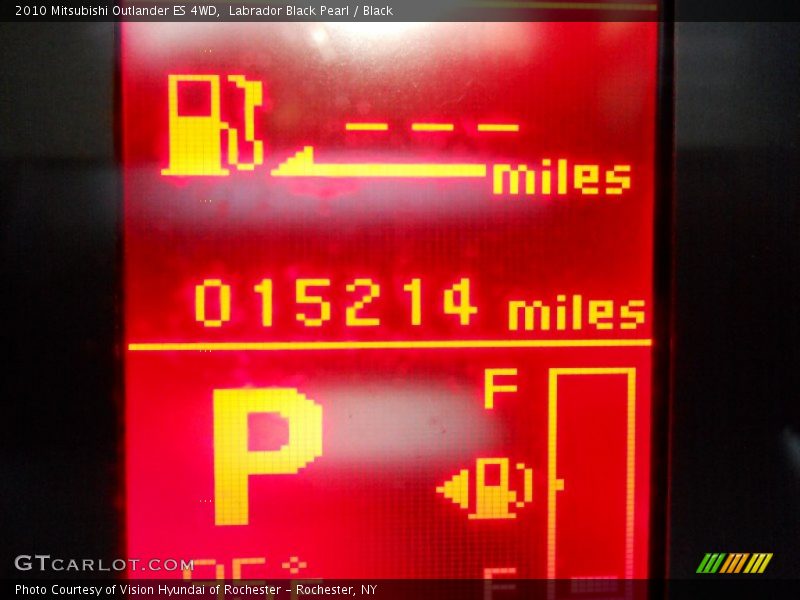 2010 Mitsubishi Outlander ES 4WD, Labrador Black Pearl / Black
_ _ _
miles
015214 miles
F
P
E
GTCARLOT.COM
Photo Courtesy of Vision Hyundai of Rochester – Rochester, NY